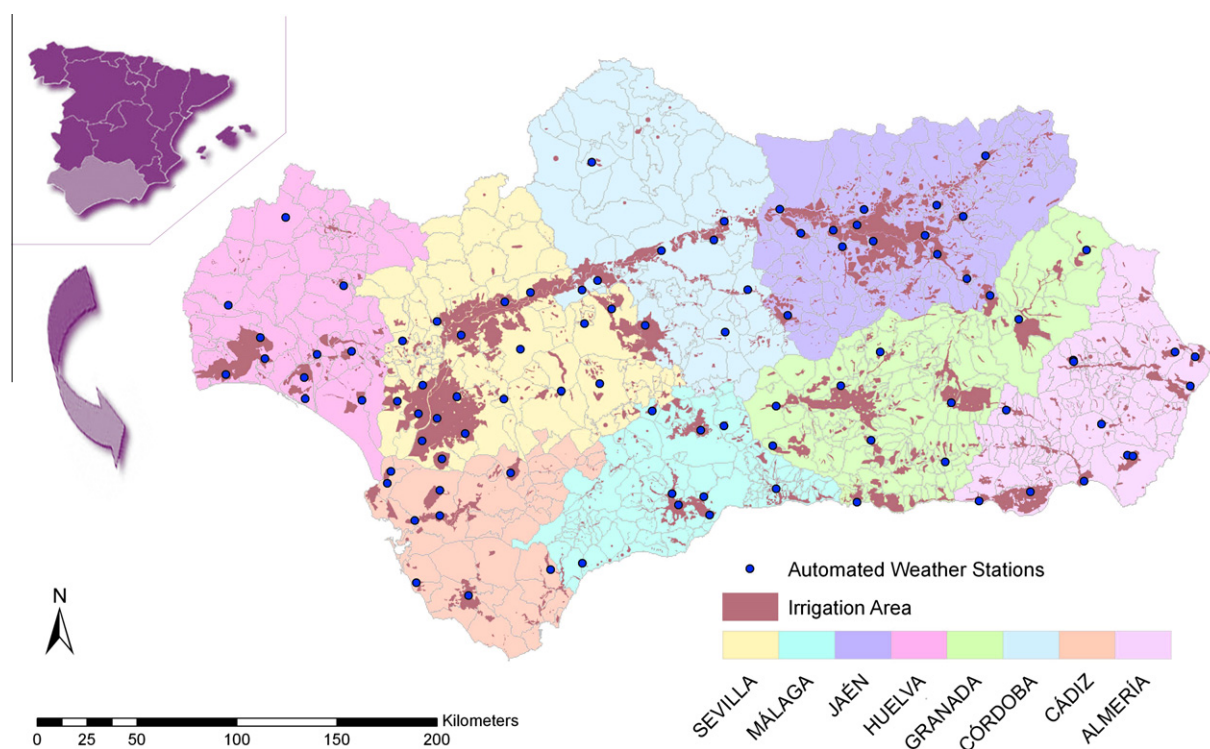 Automated Weather Stations
Irrigation Area
SEVILLA
MÁLAGA
JAÉN
HUELVA
GRANADA
CÓRDOBA
CÁDIZ
ALMERÍA
N
Kilometers
0 25 50 100 150 200